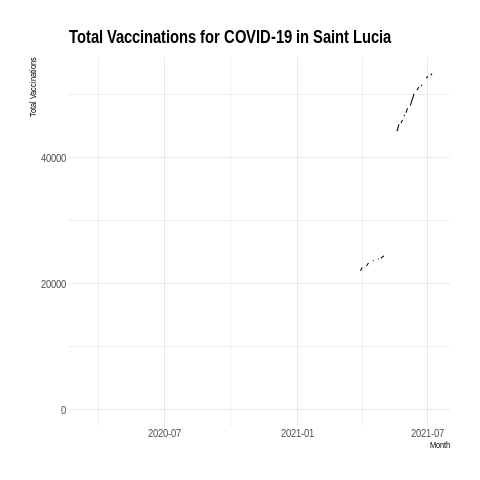 Total Vaccinations for COVID-19 in Saint Lucia
Total Vaccinations
40000
20000
0
2020-07
2021-01
2021-07
Month